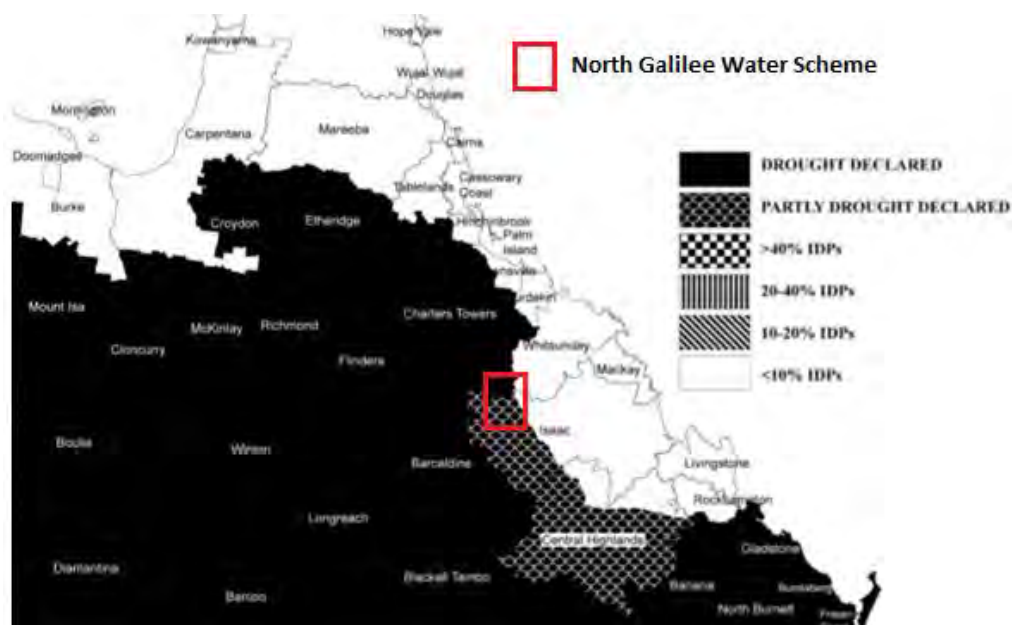 Kowanyama
Hope Vale
North Galilee Water Scheme
Wujal Wujal
Douglas
Mornington
Carpentaria
Mareeba
Cairns
Doomadgee
DROUGHT DECLARED
Tablelands
Cassowary
Coast
Burke
PARTLY DROUGHT DECLARED
Croydon
Etheridge
Hinchinbrook
Palm
Island
>40% IDPs
20-40% IDPs
Mount Isa
McKinlay
Richmond
Charters Towers
10-20% IDPs
Cloncurry
Flinders
Whitsunday
Mackay
<10% IDPs
Isaac
Boulia
Winton
Barcaldine
Livingstone
Rockhampton
Longreach
Central Highlands
Gladstone
Diamantina
Barcoo
Blackall Tambo
Banana
Bundaberg
North Burnett
Fraser